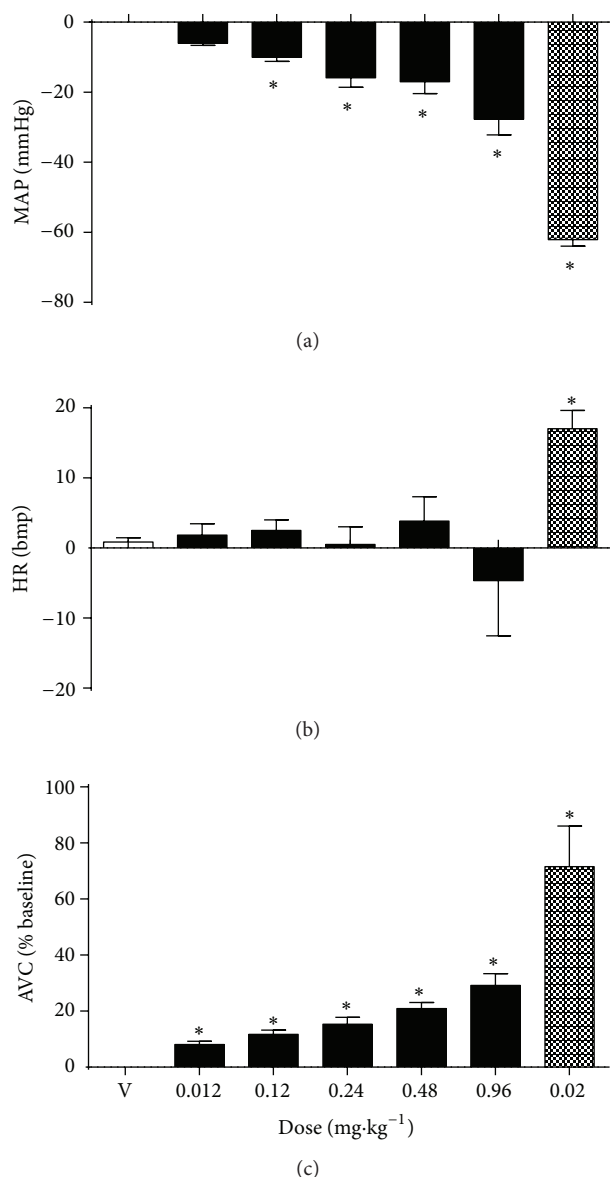 0
−20
−40
−60
−80
MAP (mmHg)
* * * * *
(a)
20
10
0
−10
−20
HR (bmp)
*
(b)
100
80
60
40
20
0
AVC (% baseline)
* * * * * *
V 0.012 0.12 0.24 0.48 0.96 0.02
Dose (mg·kg⁻¹)
(c)